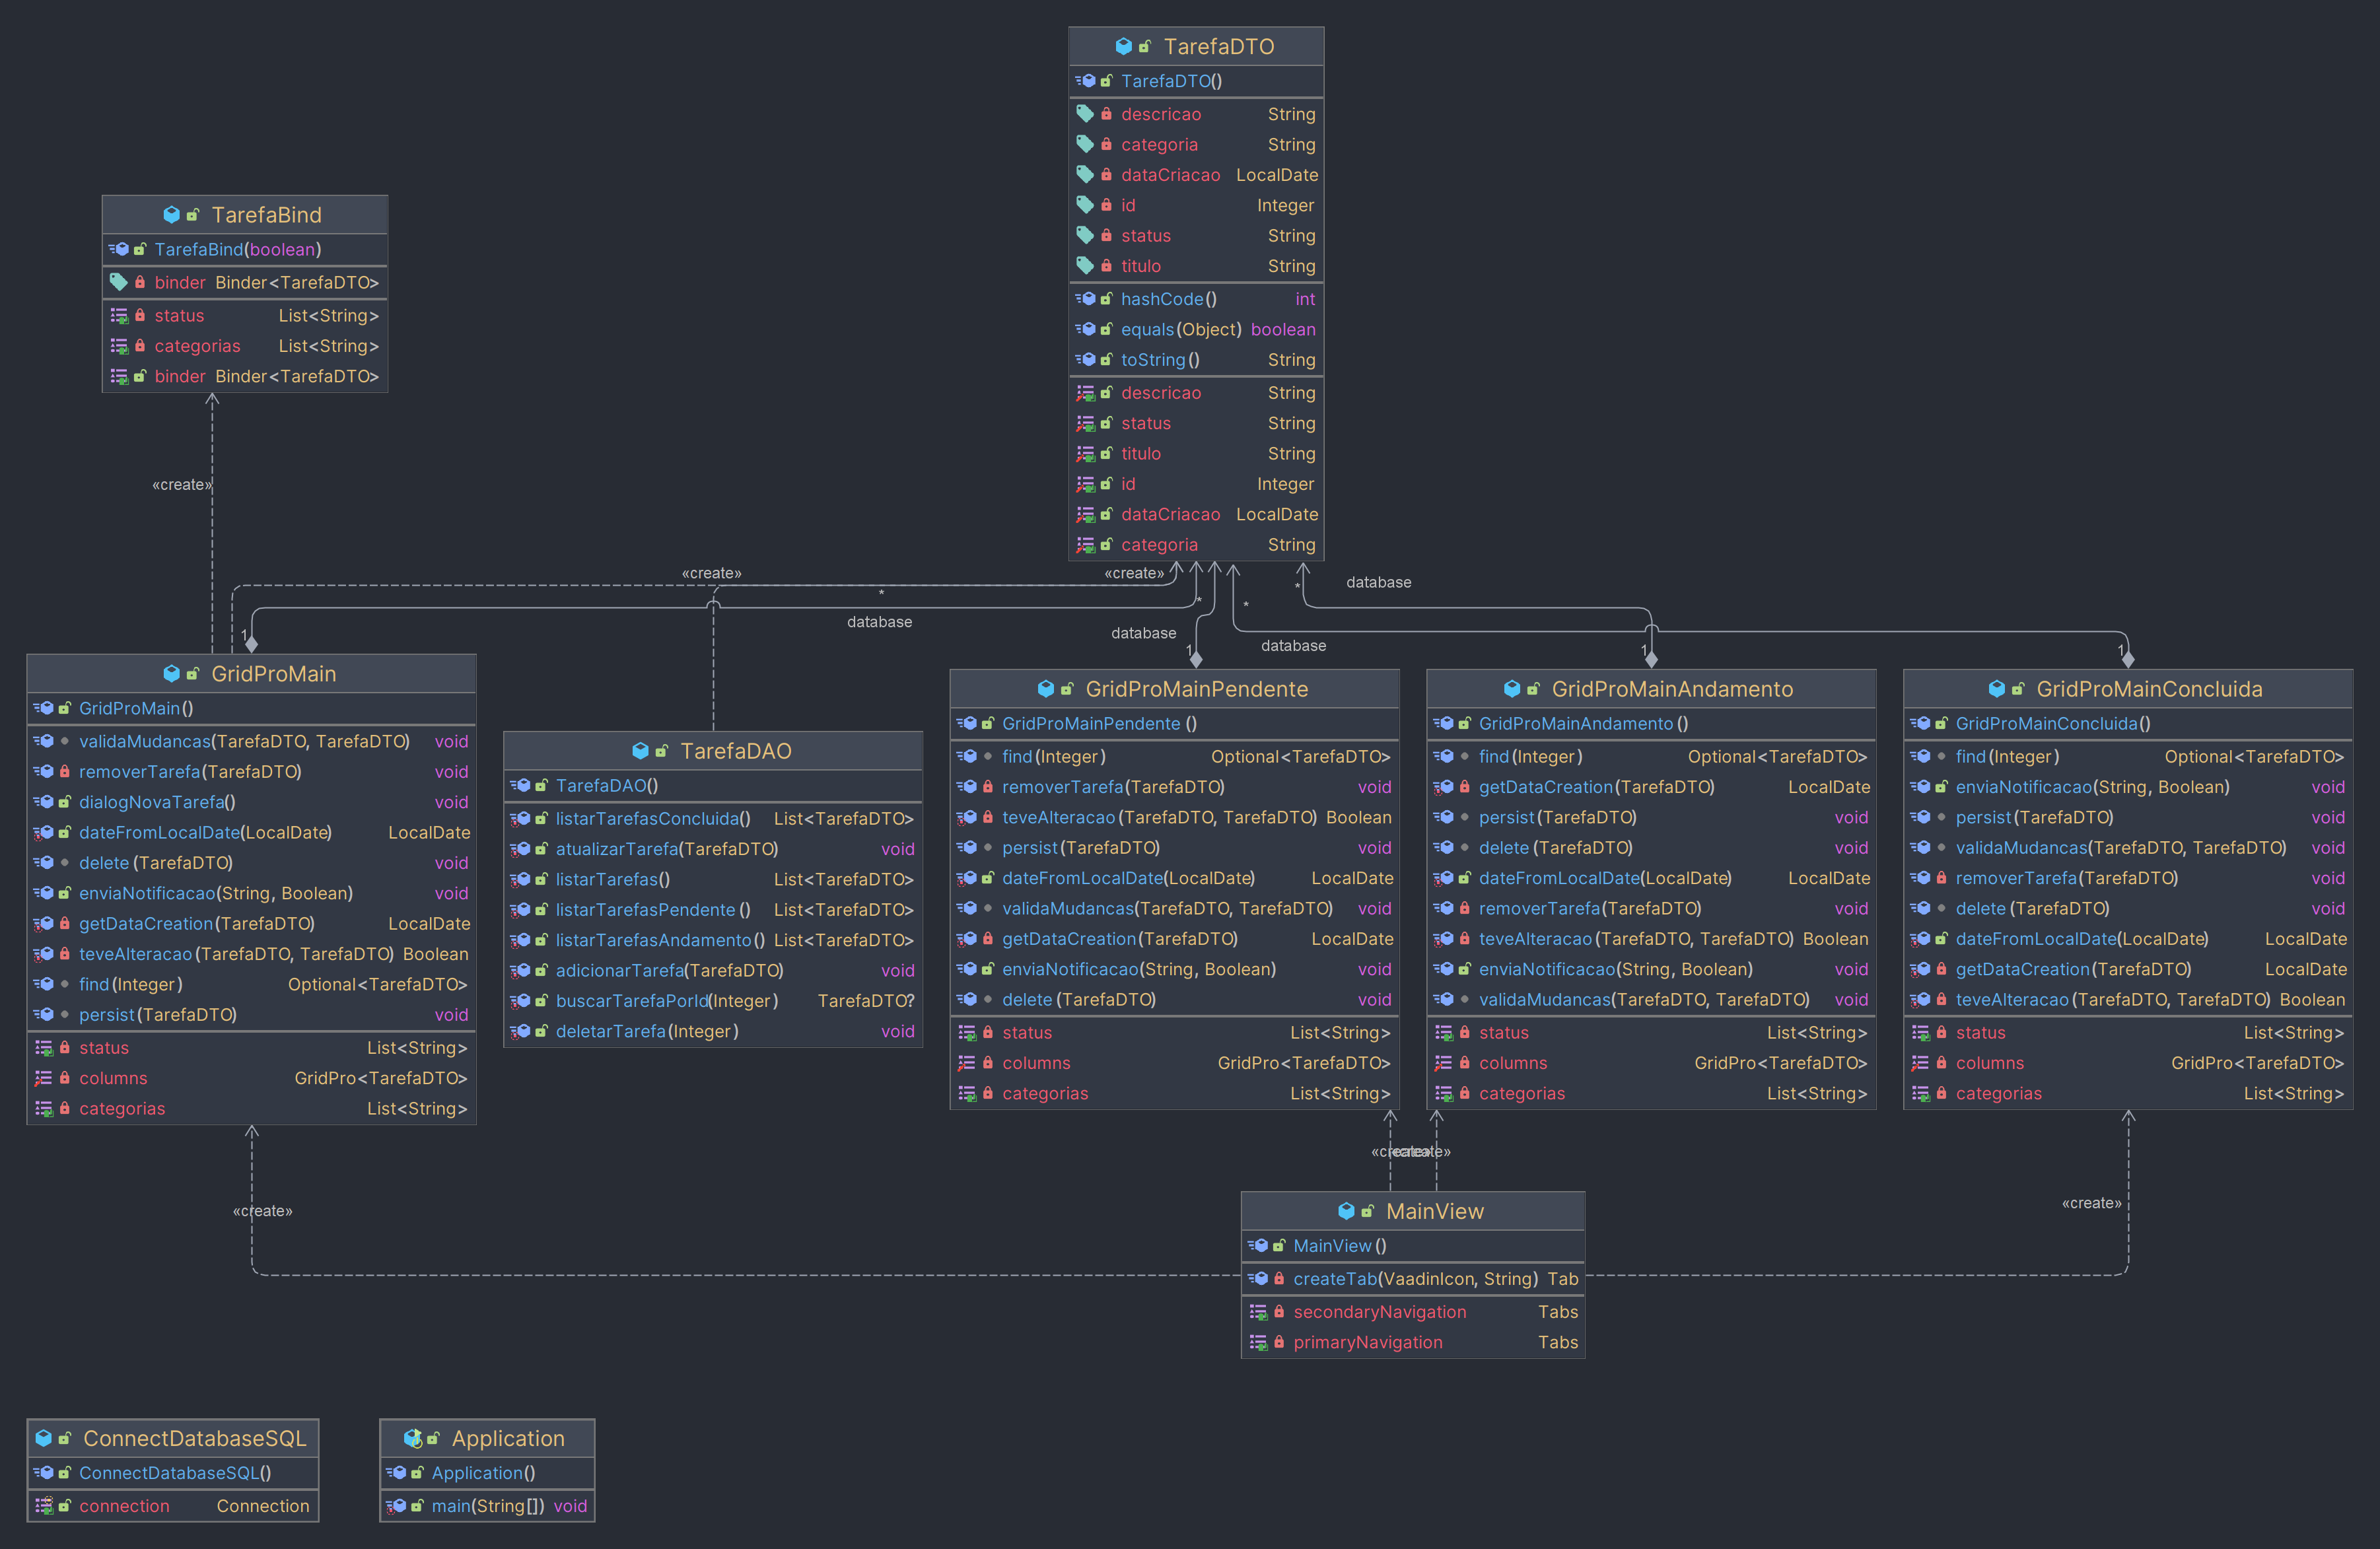 TarefaDTO
TarefaDTO()
descricao String
categoria String
dataCriacao LocalDate
id Integer
status String
titulo String
hashCode() int
equals(Object) boolean
toString() String
descricao String
status String
titulo String
id Integer
dataCriacao LocalDate
categoria String
TarefaBind
TarefaBind(boolean)
binder Binder<TarefaDTO>
status List<String>
categorias List<String>
binder Binder<TarefaDTO>
«create»
«create»
«create»
*
database
1
*
database
1
*
database
1
*
database
1
GridProMain
GridProMain()
validaMudancas(TarefaDTO, TarefaDTO) void
removerTarefa(TarefaDTO) void
dialogNovaTarefa() void
dateFromLocalDate(LocalDate) LocalDate
delete(TarefaDTO) void
enviaNotificacao(String, Boolean) void
getDataCreation(TarefaDTO) LocalDate
teveAlteracao(TarefaDTO, TarefaDTO) Boolean
find(Integer) Optional<TarefaDTO>
persist(TarefaDTO) void
status List<String>
columns GridPro<TarefaDTO>
categorias List<String>
TarefaDAO
TarefaDAO()
listarTarefasConcluida() List<TarefaDTO>
atualizarTarefa(TarefaDTO) void
listarTarefas() List<TarefaDTO>
listarTarefasPendente() List<TarefaDTO>
listarTarefasAndamento() List<TarefaDTO>
adicionarTarefa(TarefaDTO) void
buscarTarefaPorId(Integer) TarefaDTO?
deletarTarefa(Integer) void
GridProMainPendente
GridProMainPendente()
find(Integer) Optional<TarefaDTO>
removerTarefa(TarefaDTO) void
teveAlteracao(TarefaDTO, TarefaDTO) Boolean
persist(TarefaDTO) void
dateFromLocalDate(LocalDate) LocalDate
validaMudancas(TarefaDTO, TarefaDTO) void
getDataCreation(TarefaDTO) LocalDate
enviaNotificacao(String, Boolean) void
delete(TarefaDTO) void
status List<String>
columns GridPro<TarefaDTO>
categorias List<String>
GridProMainAndamento
GridProMainAndamento()
find(Integer) Optional<TarefaDTO>
getDataCreation(TarefaDTO) LocalDate
persist(TarefaDTO) void
delete(TarefaDTO) void
dateFromLocalDate(LocalDate) LocalDate
removerTarefa(TarefaDTO) void
teveAlteracao(TarefaDTO, TarefaDTO) Boolean
enviaNotificacao(String, Boolean) void
validaMudancas(TarefaDTO, TarefaDTO) void
status List<String>
columns GridPro<TarefaDTO>
categorias List<String>
GridProMainConcluida
GridProMainConcluida()
find(Integer) Optional<TarefaDTO>
enviaNotificacao(String, Boolean) void
persist(TarefaDTO) void
validaMudancas(TarefaDTO, TarefaDTO) void
removerTarefa(TarefaDTO) void
delete(TarefaDTO) void
dateFromLocalDate(LocalDate) LocalDate
getDataCreation(TarefaDTO) LocalDate
teveAlteracao(TarefaDTO, TarefaDTO) Boolean
status List<String>
columns GridPro<TarefaDTO>
categorias List<String>
«create»
«create»
«create»
«create»
MainView
MainView()
createTab(VaadinIcon, String) Tab
secondaryNavigation Tabs
primaryNavigation Tabs
ConnectDatabaseSQL
ConnectDatabaseSQL()
connection Connection
Application
Application()
main(String[]) void